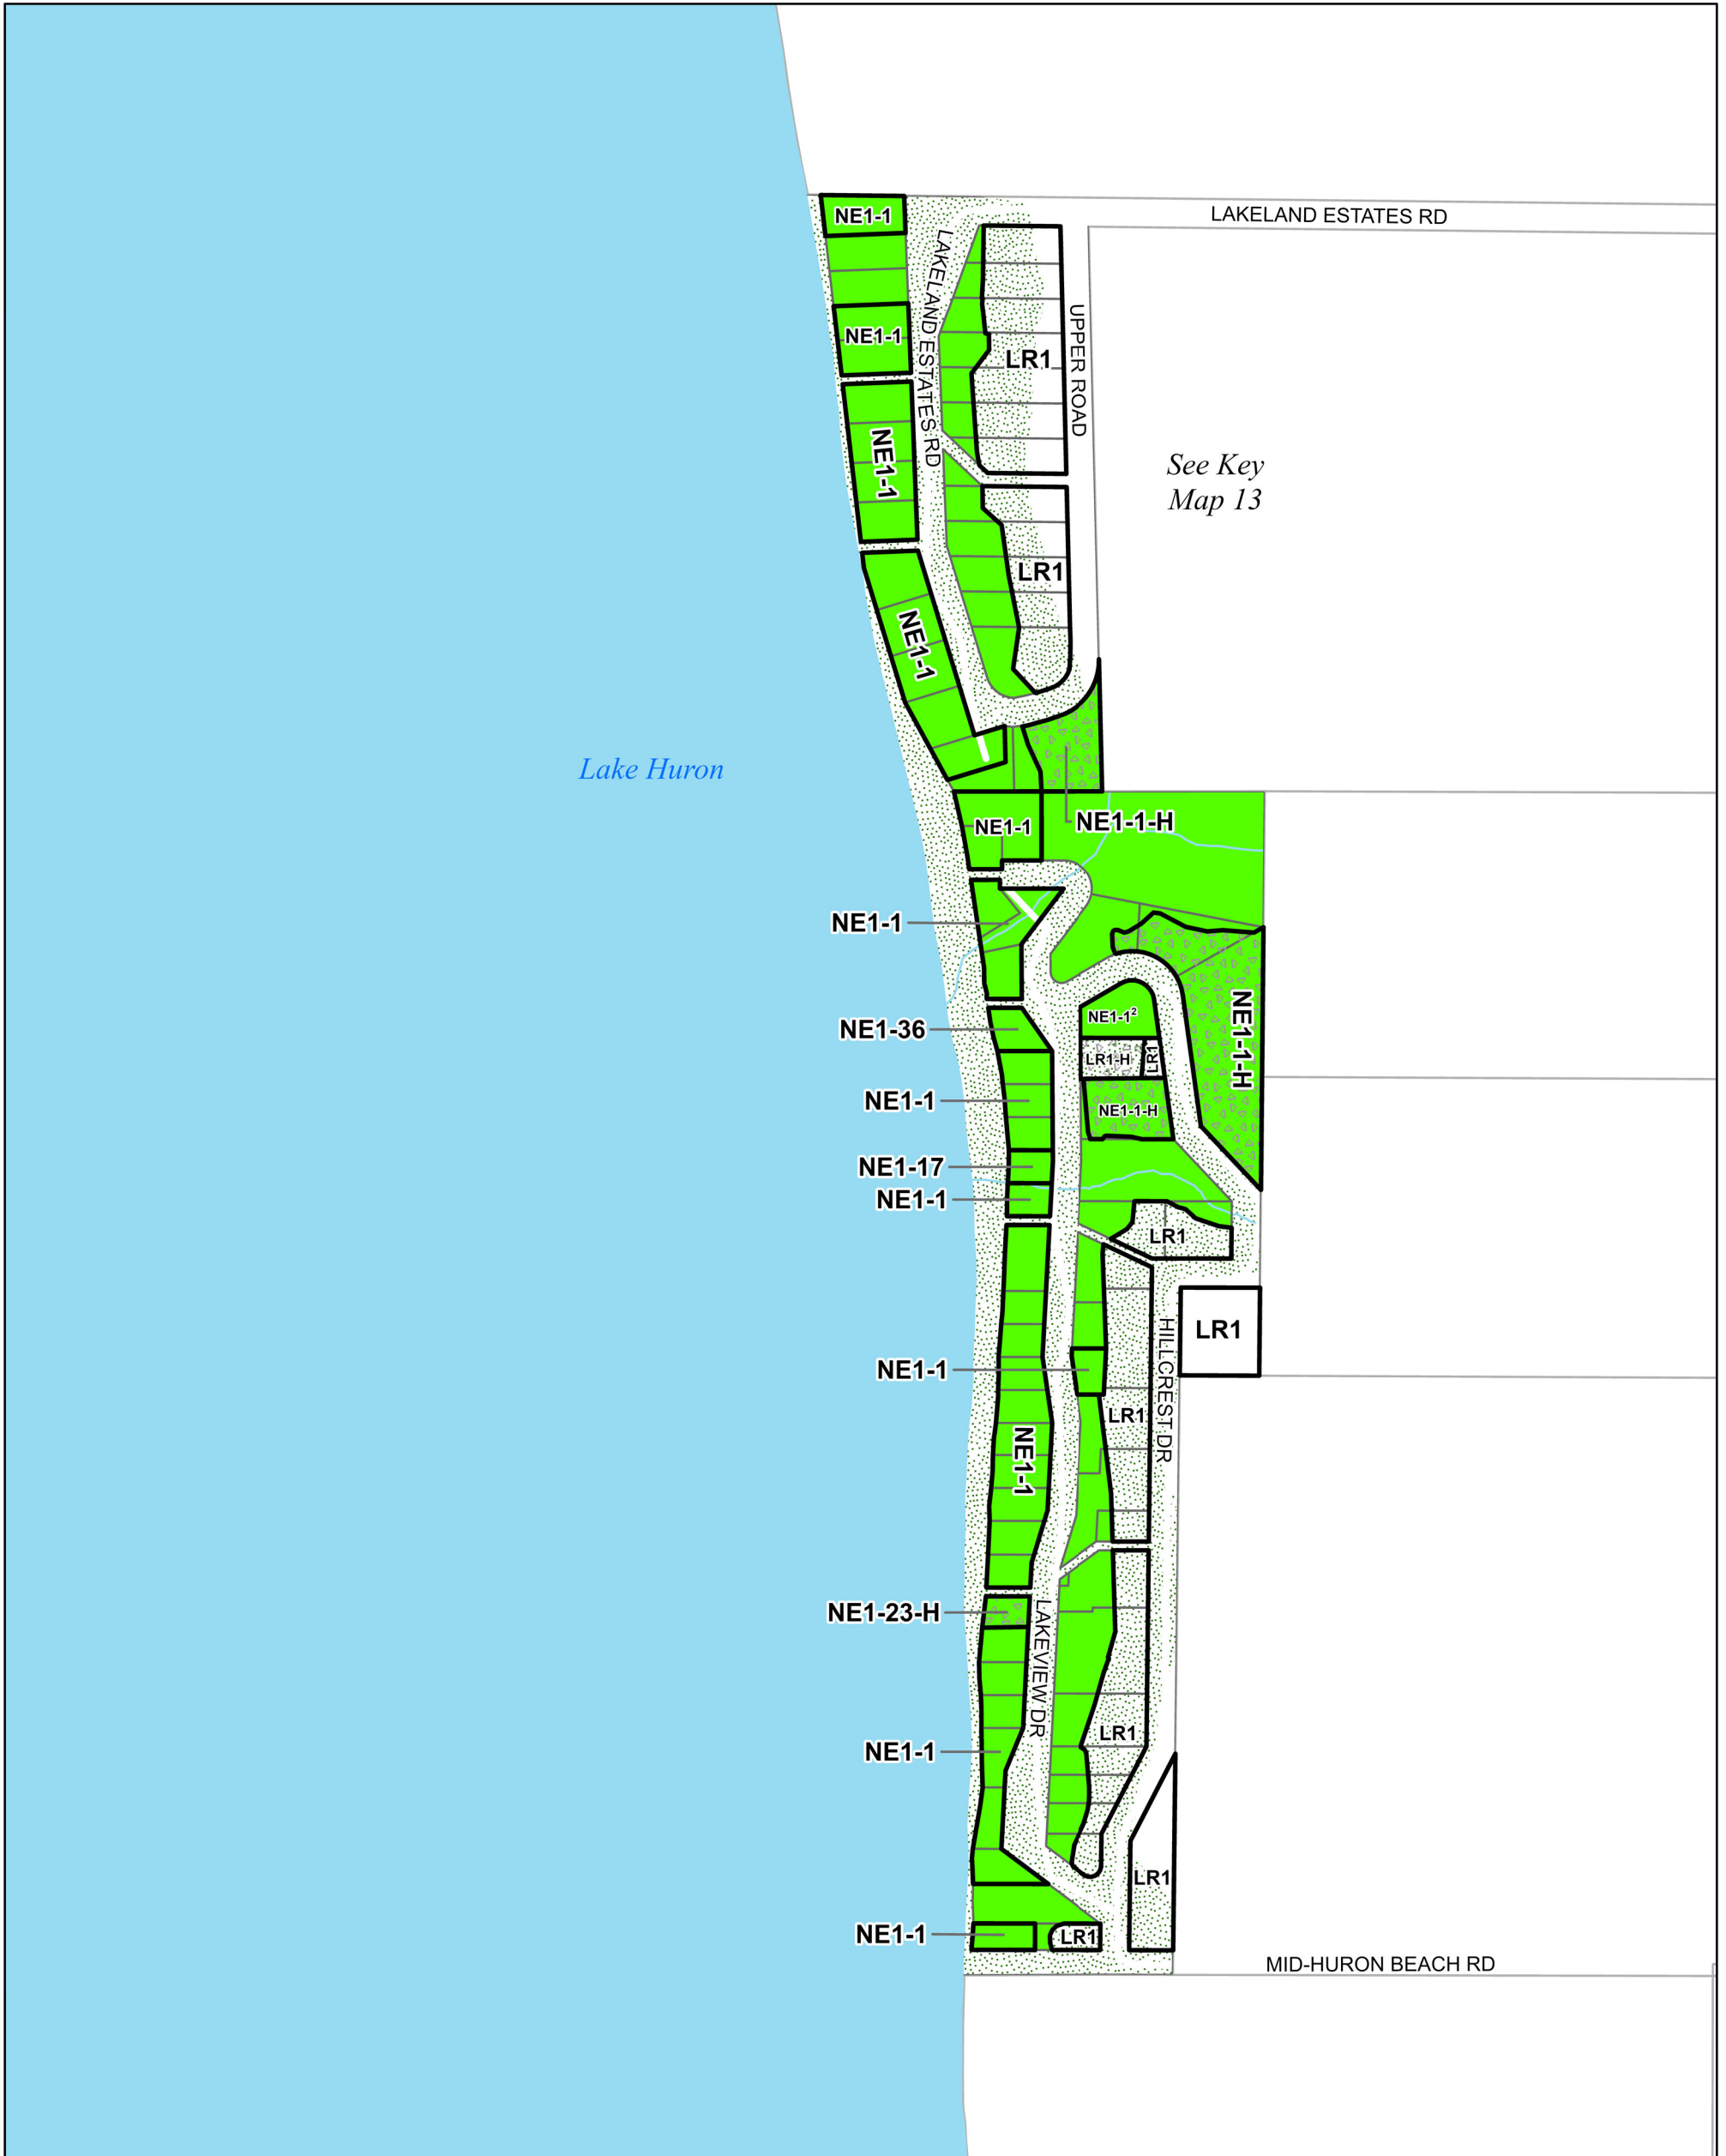 NE1-1
LAKELAND ESTATES RD
LAKELAND ESTATES RD
UPPER ROAD
NE1-1
LR1
NE1-1
See Key
Map 13
LR1
NE1-1
Lake Huron
NE1-1
NE1-1-H
NE1-1
NE1-36
NE1-1²
NE1-1-H
LR1-H
LR1
NE1-1
NE1-1-H
NE1-17
NE1-1
LR1
LR1
HILLCREST DR
NE1-1
LR1
NE1-1
NE1-23-H
LAKEVIEW DR
LR1
NE1-1
LR1
NE1-1
LR1
MID-HURON BEACH RD